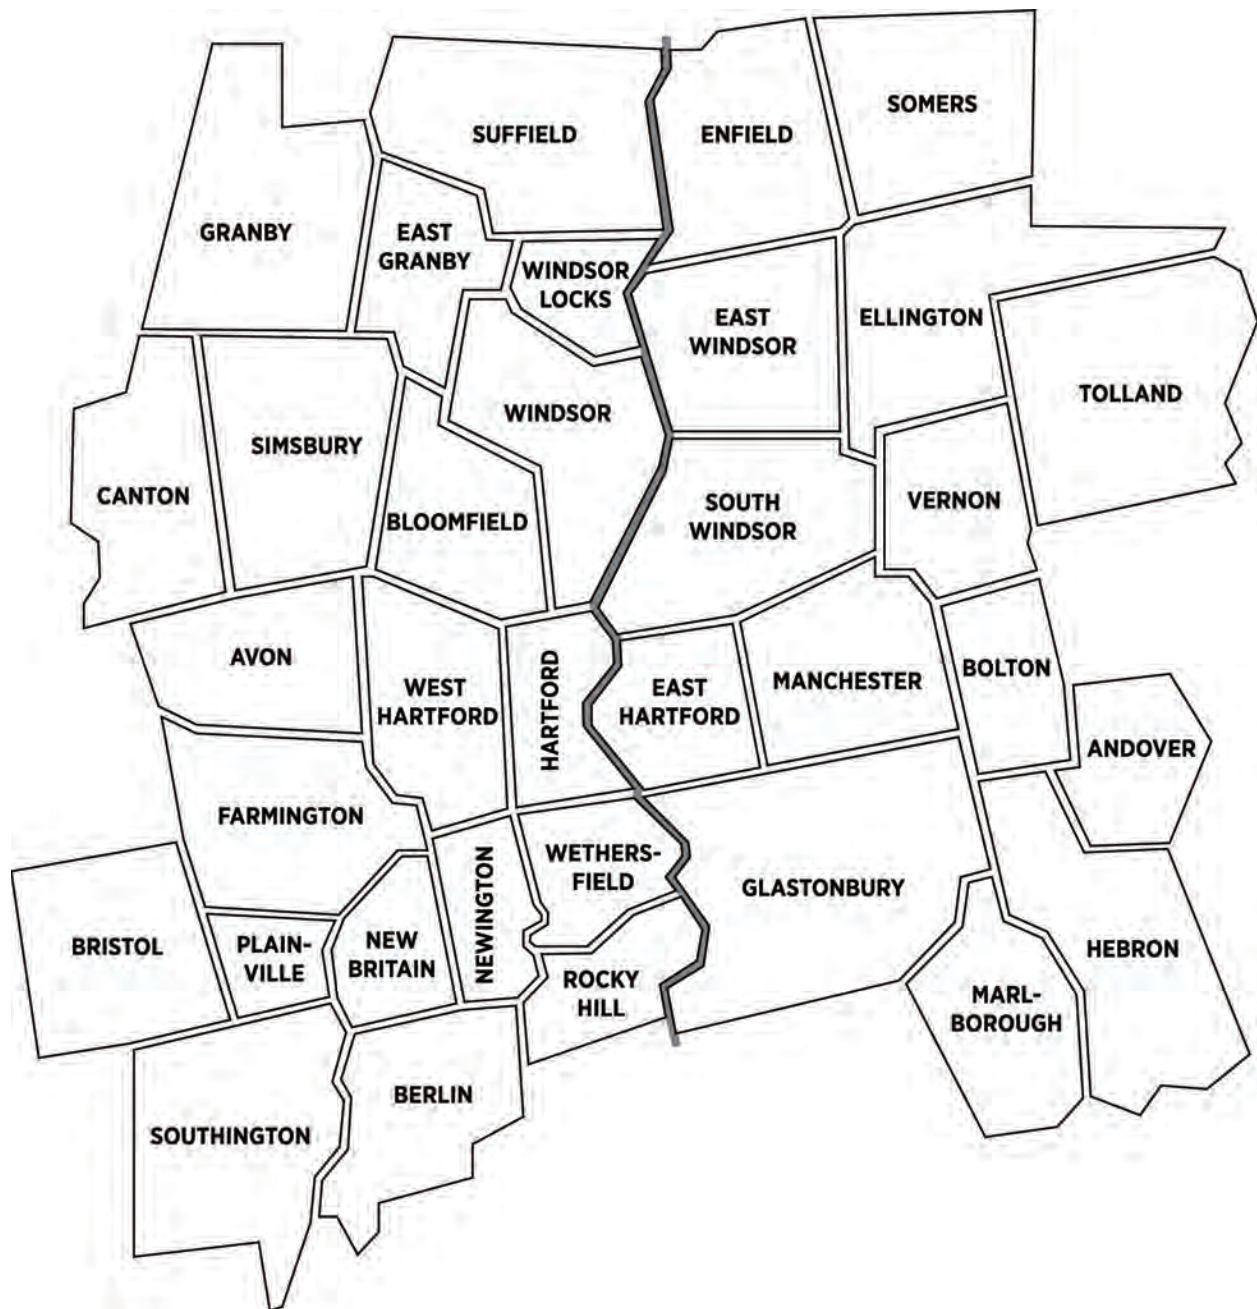 SOMERS
SUFFIELD
ENFIELD
GRANBY
EAST
GRANBY
WINDSOR
LOCKS
EAST
WINDSOR
ELLINGTON
TOLLAND
WINDSOR
SIMSBURY
CANTON
BLOOMFIELD
SOUTH
WINDSOR
VERNON
AVON
WEST
HARTFORD
HARTFORD
EAST
HARTFORD
MANCHESTER
BOLTON
ANDOVER
FARMINGTON
WETHERS-
FIELD
GLASTONBURY
BRISTOL
PLAIN-
VILLE
NEW
BRITAIN
NEWINGTON
ROCKY
HILL
HEBRON
MARL-
BOROUGH
BERLIN
SOUTHINGTON